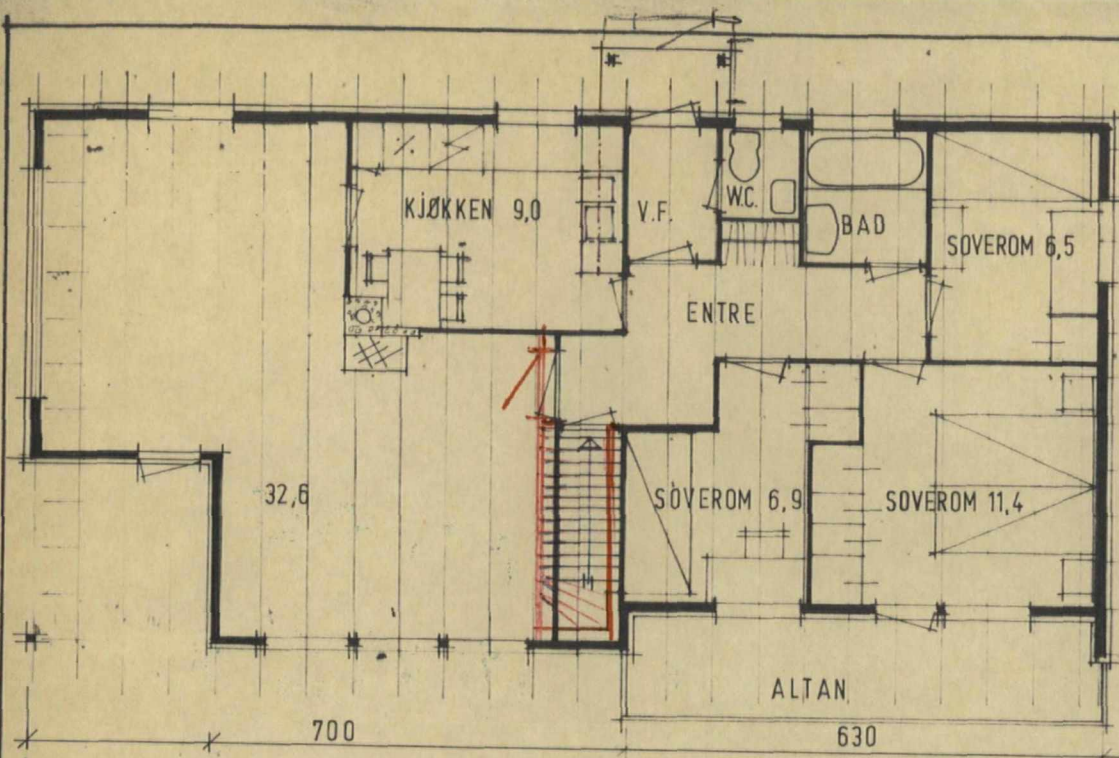 KJØKKEN 9,0
V.F.
W.C.
BAD
SOVEROM 6,5
ENTRE
32,6
SOVEROM 6,9
SOVEROM 11,4
ALTAN
700
630